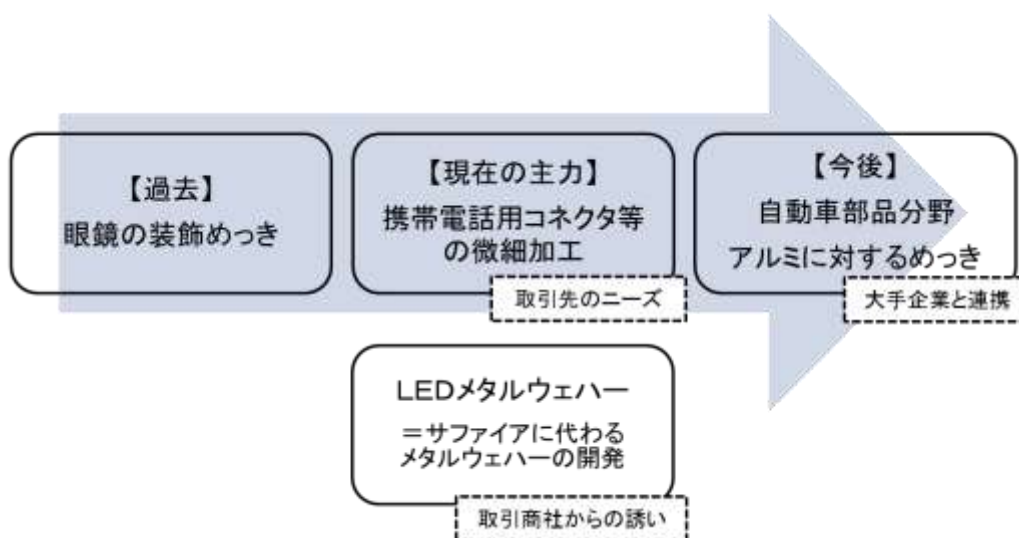 【過去】
眼鏡の装飾めっき
【現在の主力】
携帯電話用コネクタ等
の微細加工
取引先のニーズ
【今後】
自動車部品分野
アルミに対するめっき
大手企業と連携
LEDメタルウェハー
＝サファイアに代わる
メタルウェハーの開発
取引商社からの誘い